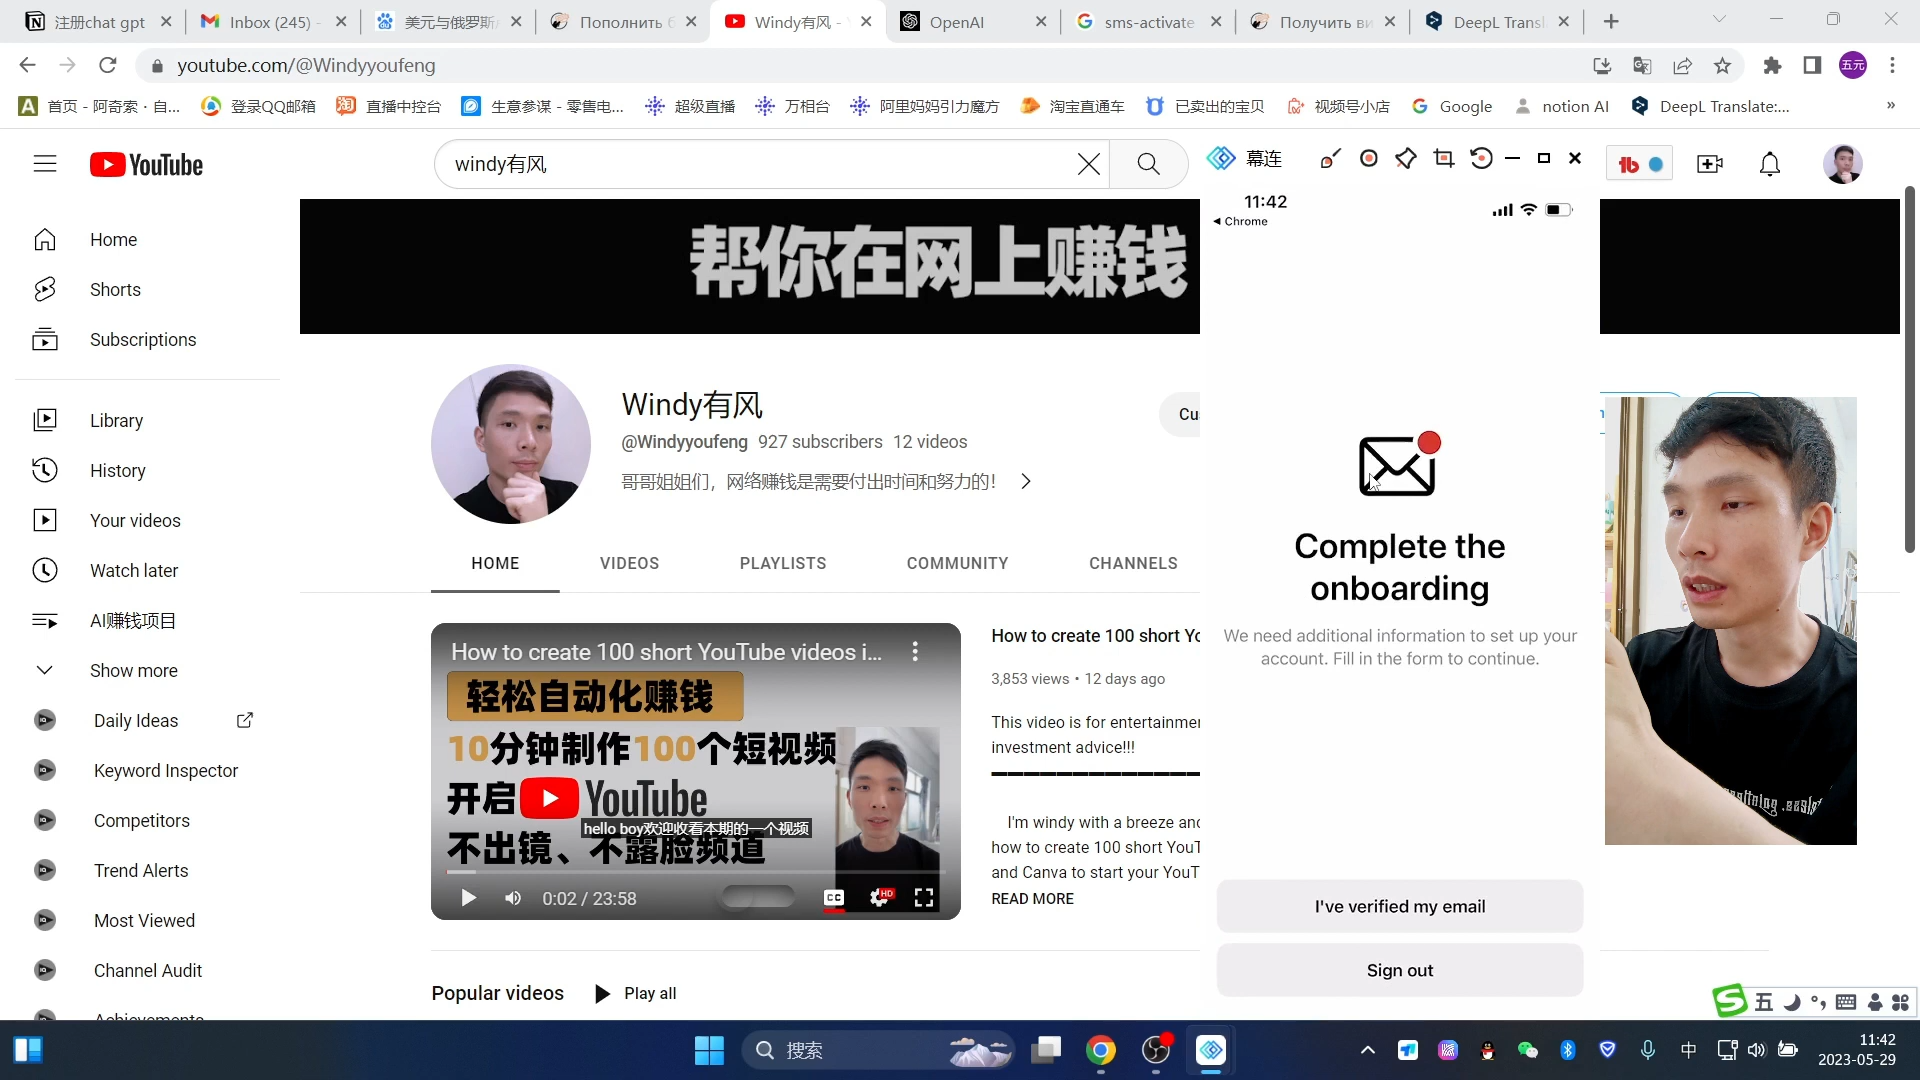 注册chat gpt
Inbox (245) -
美元与俄罗斯
Пополнить б
Windy有风 - Y
OpenAI
sms-activate
Получить ви
DeepL Transl
youtube.com/@Windyyoufeng
五元
首页 - 阿奇索 · 自...
登录QQ邮箱
直播中控台
生意参谋 - 零售电...
超级直播
万相台
阿里妈妈引力魔方
淘宝直通车
已卖出的宝贝
视频号小店
Google
notion AI
DeepL Translate:...
»
YouTube
windy有风
幕连
11:42
Chrome
帮你在网上赚钱
Home
Shorts
Subscriptions
Library
History
Your videos
Watch later
AI赚钱项目
Show more
Daily Ideas
Keyword Inspector
Competitors
Trend Alerts
Most Viewed
Channel Audit
Achievements
Windy有风
@Windyyoufeng 927 subscribers 12 videos
哥哥姐姐们，网络赚钱是需要付出时间和努力的！
Cu
HOME
VIDEOS
PLAYLISTS
COMMUNITY
CHANNELS
How to create 100 short YouTube videos i...
轻松自动化赚钱
10分钟制作100个短视频
开启 YouTube
hello boy欢迎收看本期的一个视频
不出镜、不露脸频道
0:02 / 23:58
CC
HD
How to create 100 short Yo
3,853 views • 12 days ago
This video is for entertainmen
investment advice!!!
I'm windy with a breeze and
how to create 100 short YouT
and Canva to start your YouT
READ MORE
Popular videos
Play all
Complete the
onboarding
We need additional information to set up your
account. Fill in the form to continue.
I've verified my email
Sign out
五
搜索
中
11:42
2023-05-29